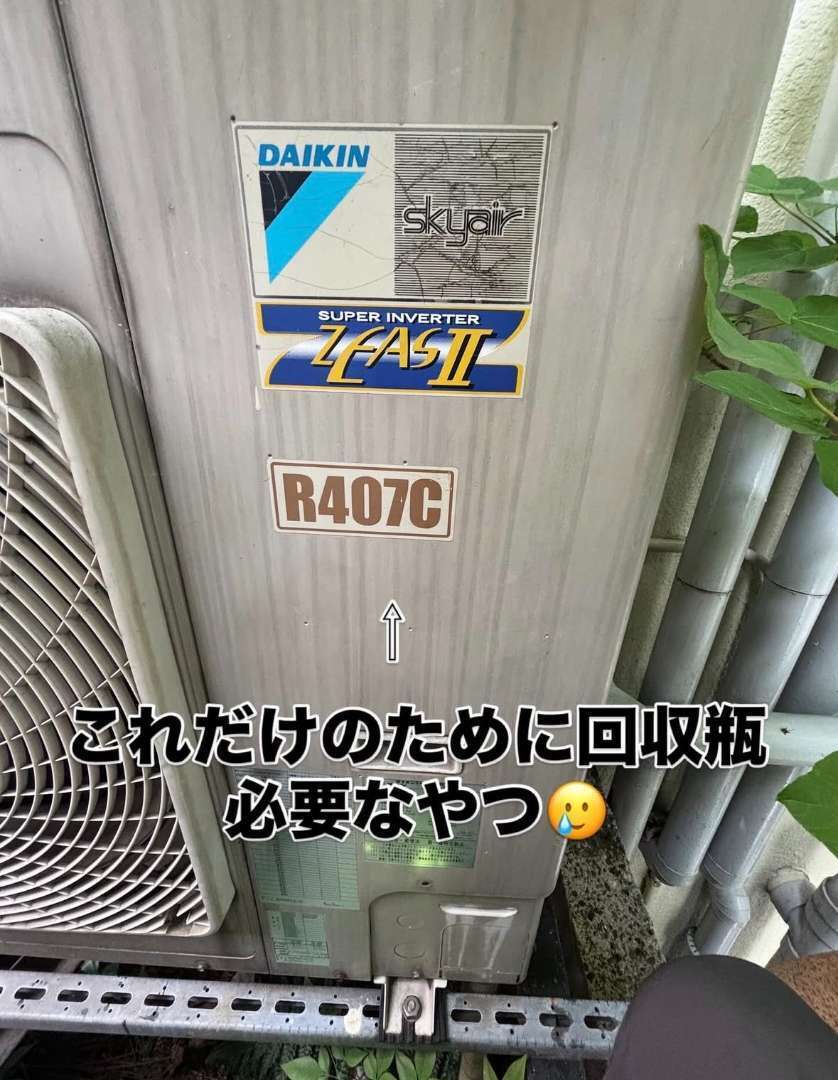 DAIKIN
skyair
SUPER INVERTER
ZEAS II
R407C
↑
これだけのために回収瓶
必要なやつ🥲